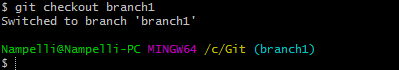 $ git checkout branch1
Switched to branch 'branch1'
Nampelli@Nampelli-PC MINGW64 /c/Git (branch1)
$